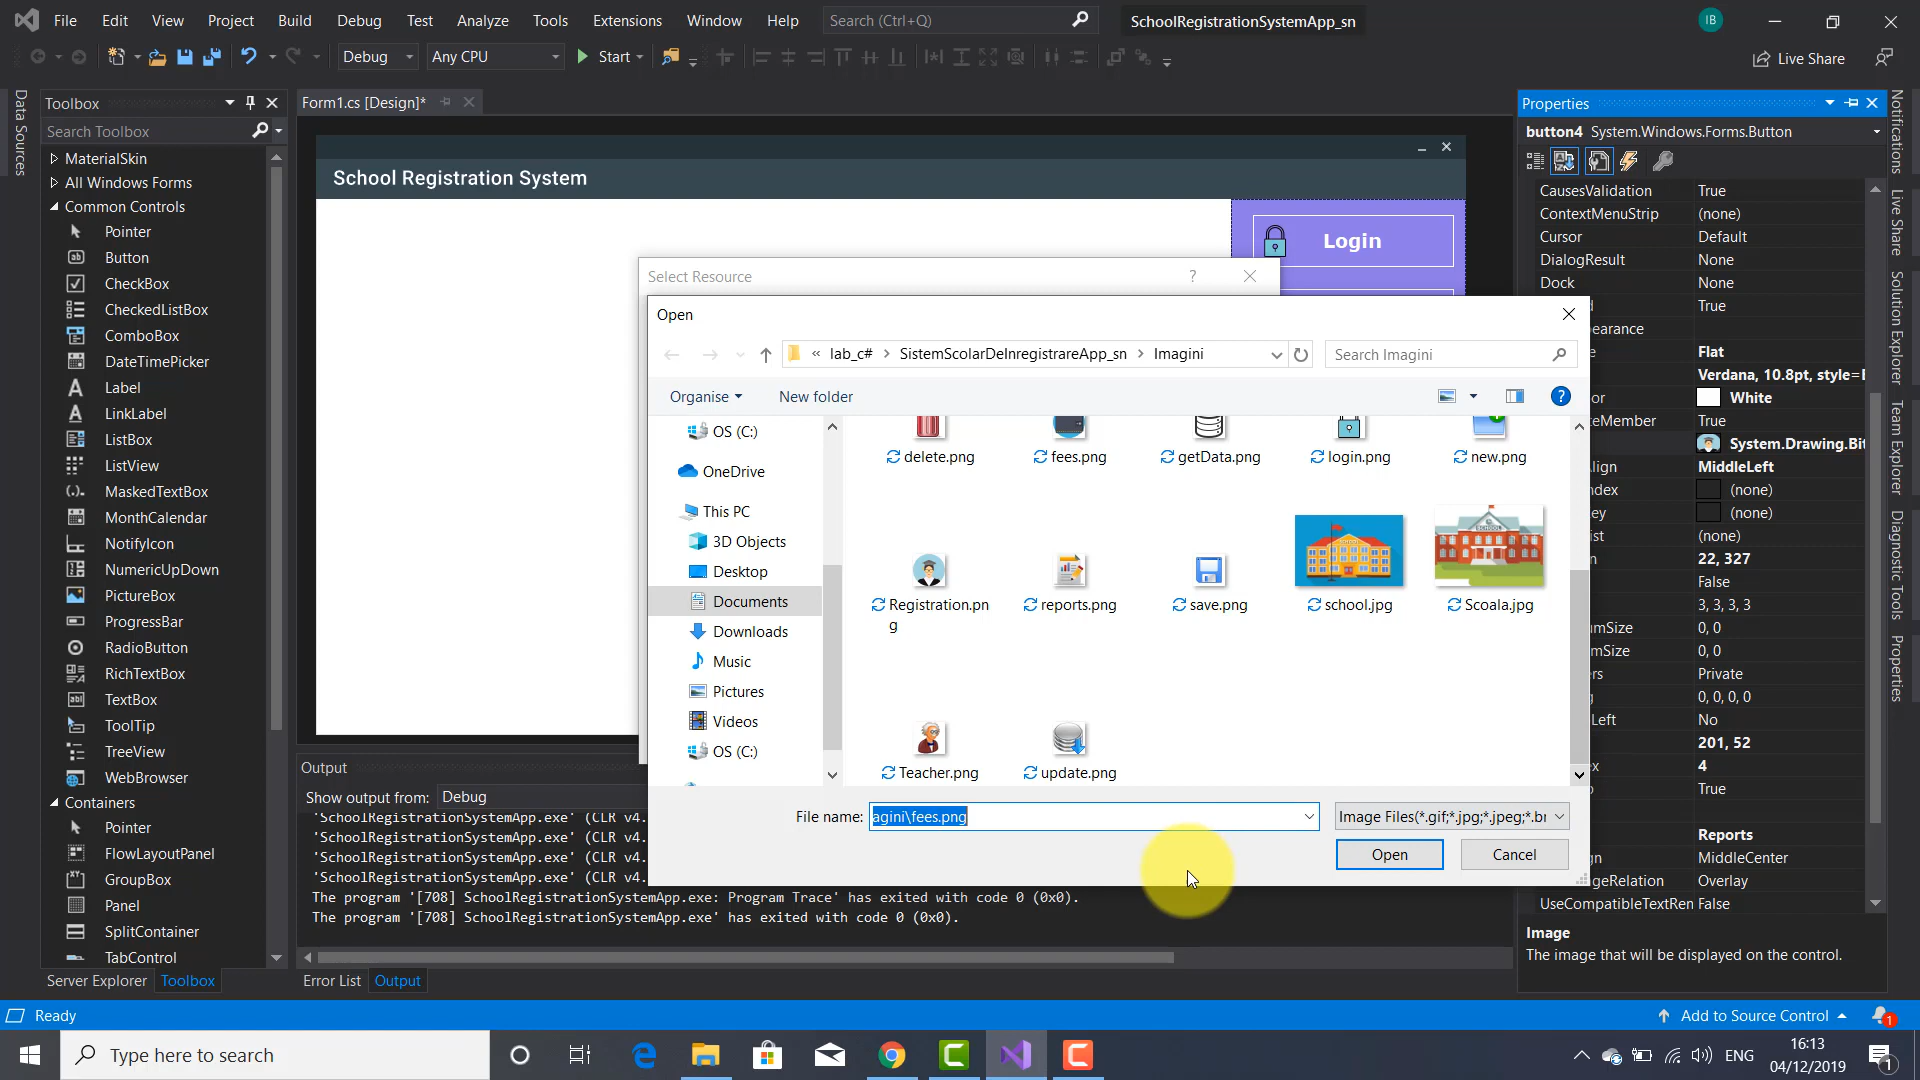 File Edit View Project Build Debug Test Analyze Tools Extensions Window Help Search (Ctrl+Q) SchoolRegistrationSystemApp_sn IB
Debug Any CPU Start Live Share
Data Sources
Toolbox
Search Toolbox
MaterialSkin
All Windows Forms
Common Controls
Pointer
Button
CheckBox
CheckedListBox
ComboBox
DateTimePicker
Label
LinkLabel
ListBox
ListView
MaskedTextBox
MonthCalendar
NotifyIcon
NumericUpDown
PictureBox
ProgressBar
RadioButton
RichTextBox
TextBox
ToolTip
TreeView
WebBrowser
Containers
Pointer
FlowLayoutPanel
GroupBox
Panel
SplitContainer
TabControl
Server Explorer Toolbox
Form1.cs [Design]*
School Registration System
Login
Select Resource ?
Open
« lab_c# SistemScolarDeInregistrareApp_sn Imagini
Search Imagini
Organise New folder
OS (C:)
OneDrive
This PC
3D Objects
Desktop
Documents
Downloads
Music
Pictures
Videos
OS (C:)
delete.png fees.png getData.png login.png new.png
Registration.pn
g
reports.png save.png school.jpg Scoala.jpg
Teacher.png update.png
File name: agini\fees.png Image Files(*.gif;*.jpg;*.jpeg;*.br
Open Cancel
Output
Show output from: Debug
'SchoolRegistrationSystemApp.exe' (CLR v4.
'SchoolRegistrationSystemApp.exe' (CLR v4.
'SchoolRegistrationSystemApp.exe' (CLR v4.
'SchoolRegistrationSystemApp.exe' (CLR v4.
The program '[708] SchoolRegistrationSystemApp.exe: Program Trace' has exited with code 0 (0x0).
The program '[708] SchoolRegistrationSystemApp.exe' has exited with code 0 (0x0).
Error List Output
Properties
button4 System.Windows.Forms.Button
CausesValidation True
ContextMenuStrip (none)
Cursor Default
DialogResult None
Dock None
d True
earance
e Flat
Verdana, 10.8pt, style=B
or White
teMember True
System.Drawing.Bit
lign MiddleLeft
ndex (none)
ey (none)
ist (none)
n 22, 327
False
3, 3, 3, 3
umSize 0, 0
mSize 0, 0
ers Private
g 0, 0, 0, 0
Left No
201, 52
x 4
p True
Reports
gn MiddleCenter
geRelation Overlay
UseCompatibleTextRen False
Image
The image that will be displayed on the control.
Notifications
Live Share
Solution Explorer
Team Explorer
Diagnostic Tools
Properties
Ready Add to Source Control 1
Type here to search
ENG
16:13
04/12/2019
1